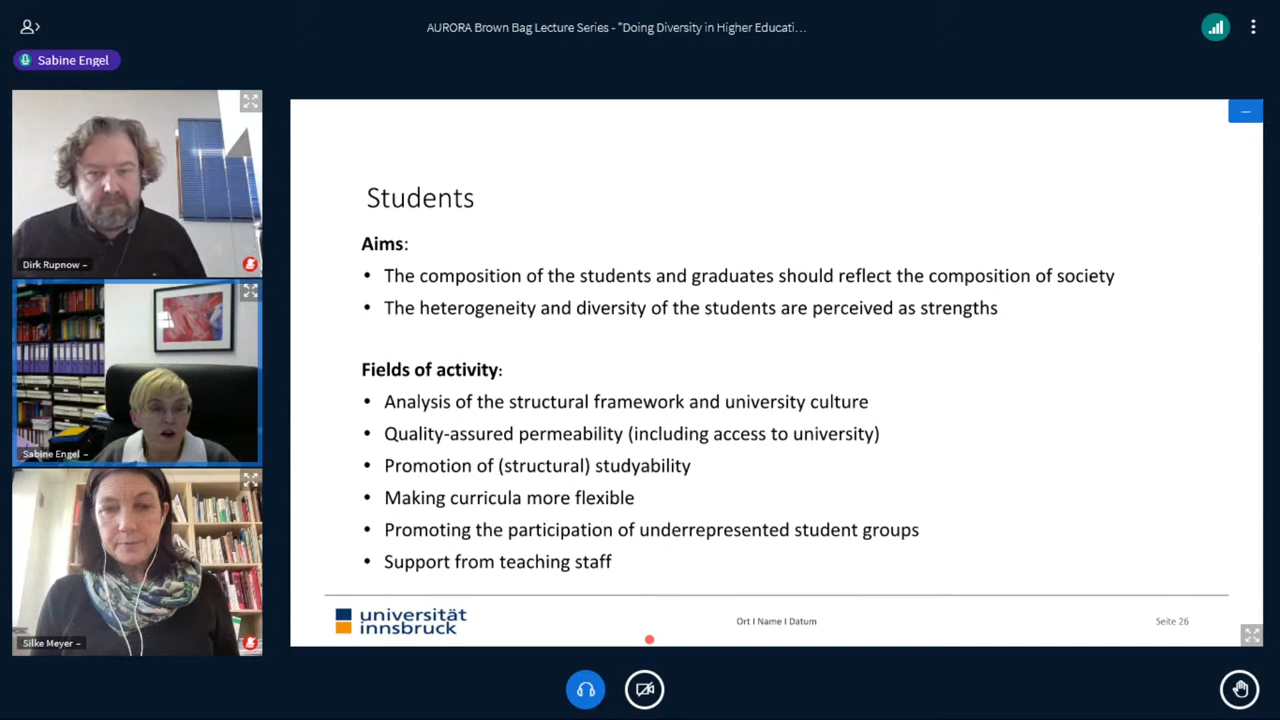 AURORA Brown Bag Lecture Series - "Doing Diversity in Higher Educati…
Sabine Engel
Dirk Rupnow –
Sabine Engel –
Silke Meyer –
Students
Aims:
• The composition of the students and graduates should reflect the composition of society
• The heterogeneity and diversity of the students are perceived as strengths
Fields of activity:
• Analysis of the structural framework and university culture
• Quality-assured permeability (including access to university)
• Promotion of (structural) studyability
• Making curricula more flexible
• Promoting the participation of underrepresented student groups
• Support from teaching staff
universität
innsbruck
Ort I Name I Datum
Seite 26